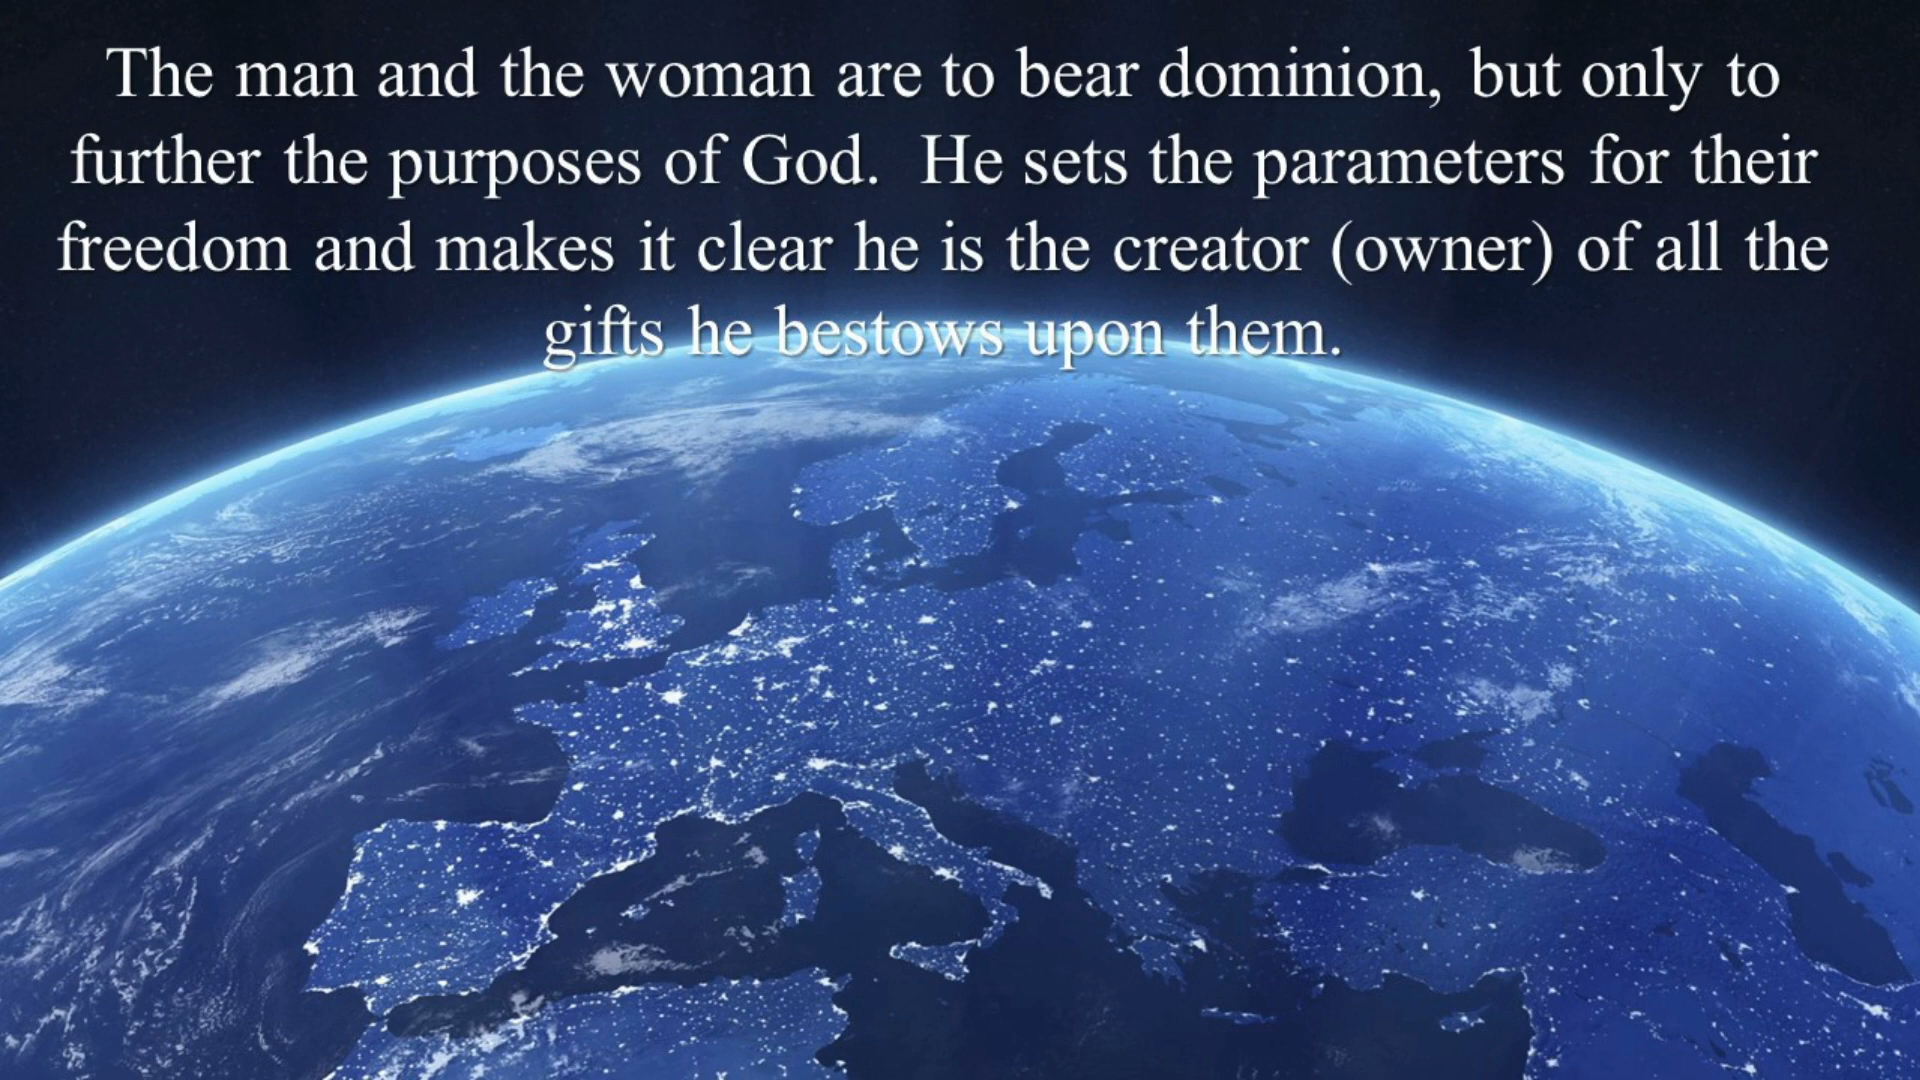 The man and the woman are to bear dominion, but only to
further the purposes of God.  He sets the parameters for their
freedom and makes it clear he is the creator (owner) of all the
gifts he bestows upon them.